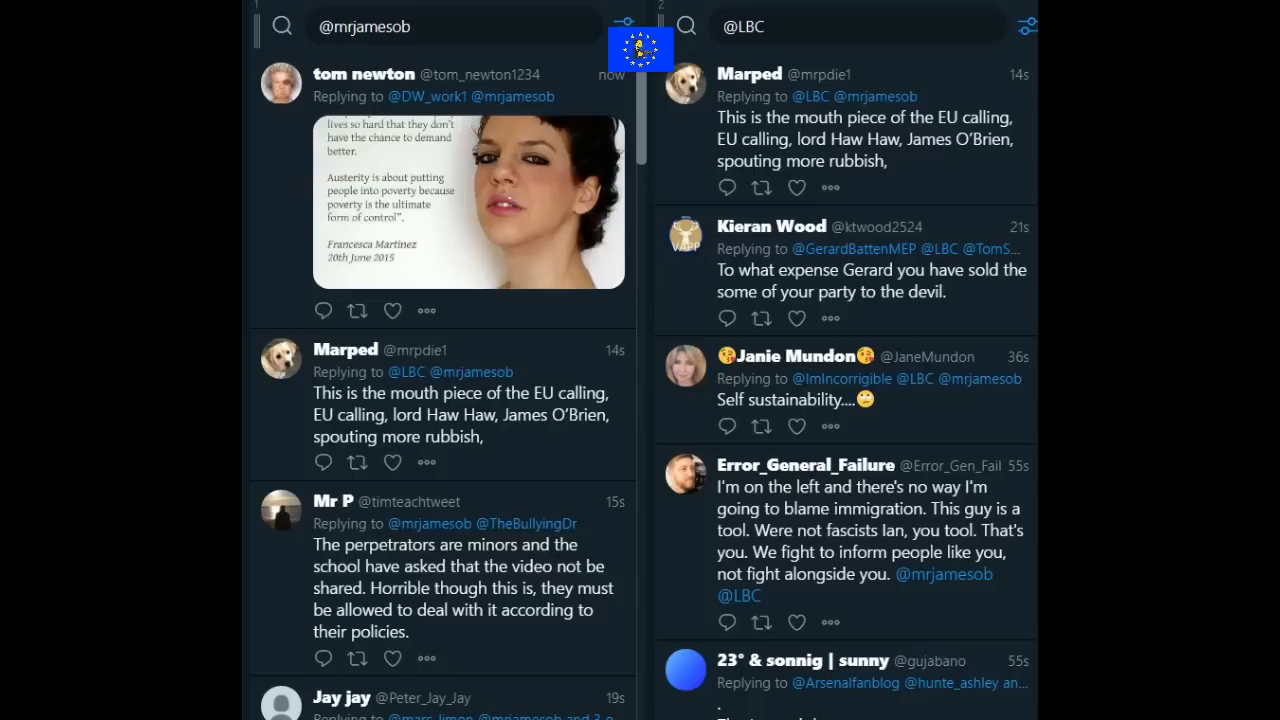 1
@mrjamesob
tom newton @tom_newton1234 now
Replying to @DW_work1 @mrjamesob
lives so hard that they don't
have the chance to demand
better.
Austerity is about putting
people into poverty because
poverty is the ultimate
form of control".
Francesca Martinez
20th June 2015
Marped @mrpdie1 14s
Replying to @LBC @mrjamesob
This is the mouth piece of the EU calling,
EU calling, lord Haw Haw, James O’Brien,
spouting more rubbish,
Mr P @timteachtweet 15s
Replying to @mrjamesob @TheBullyingDr
The perpetrators are minors and the
school have asked that the video not be
shared. Horrible though this is, they must
be allowed to deal with it according to
their policies.
Jay jay @Peter_Jay_Jay 19s
Replying to @marc_limon @mrjamesob and 3 o
2
@LBC
Marped @mrpdie1 14s
Replying to @LBC @mrjamesob
This is the mouth piece of the EU calling,
EU calling, lord Haw Haw, James O’Brien,
spouting more rubbish,
VAPP
Kieran Wood @ktwood2524 21s
Replying to @GerardBattenMEP @LBC @TomS...
To what expense Gerard you have sold the
some of your party to the devil.
😘Janie Mundon😘 @JaneMundon 36s
Replying to @ImIncorrigible @LBC @mrjamesob
Self sustainability....🙄
Error_General_Failure @Error_Gen_Fail 55s
I'm on the left and there's no way I'm
going to blame immigration. This guy is a
tool. Were not fascists Ian, you tool. That's
you. We fight to inform people like you,
not fight alongside you. @mrjamesob
@LBC
23° & sonnig | sunny @gujabano 55s
Replying to @Arsenalfanblog @hunte_ashley an...
.